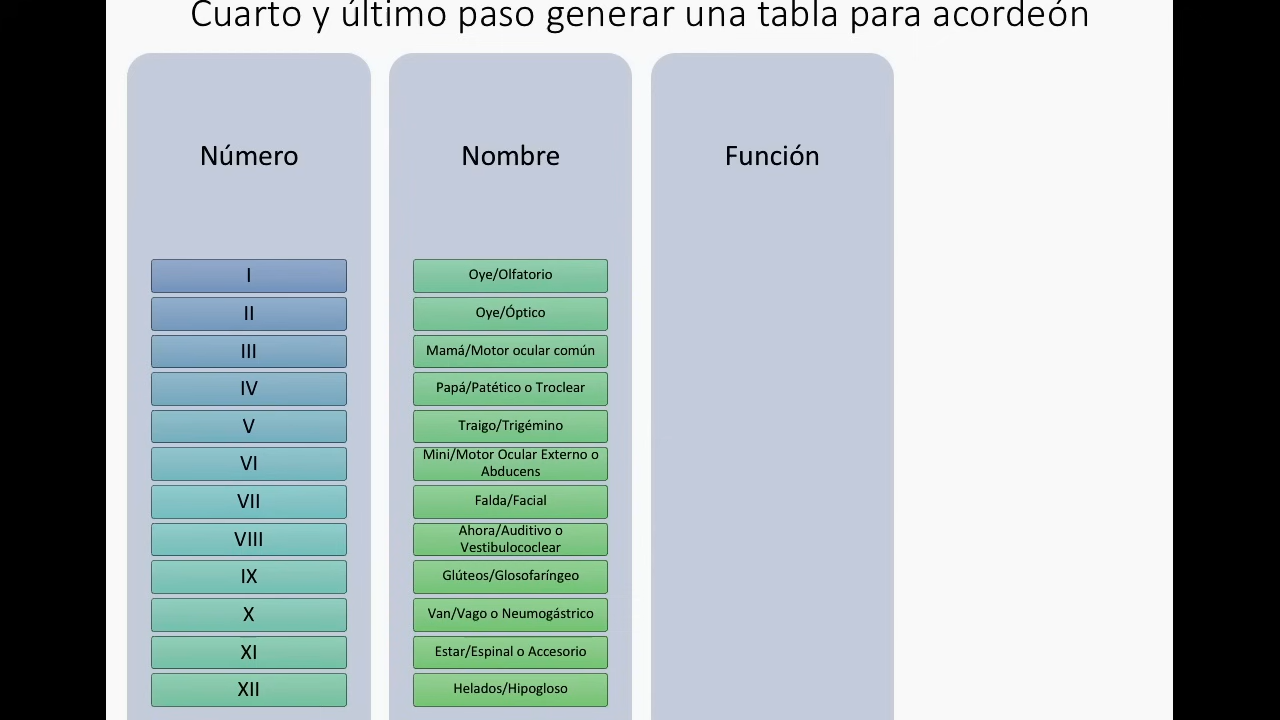 Cuarto y último paso generar una tabla para acordeón
Número
Nombre
Función
I
Oye/Olfatorio
II
Oye/Óptico
III
Mamá/Motor ocular común
IV
Papá/Patético o Troclear
V
Traigo/Trigémino
VI
Mini/Motor Ocular Externo o
Abducens
VII
Falda/Facial
VIII
Ahora/Auditivo o
Vestibulococlear
IX
Glúteos/Glosofaríngeo
X
Van/Vago o Neumogástrico
XI
Estar/Espinal o Accesorio
XII
Helados/Hipogloso